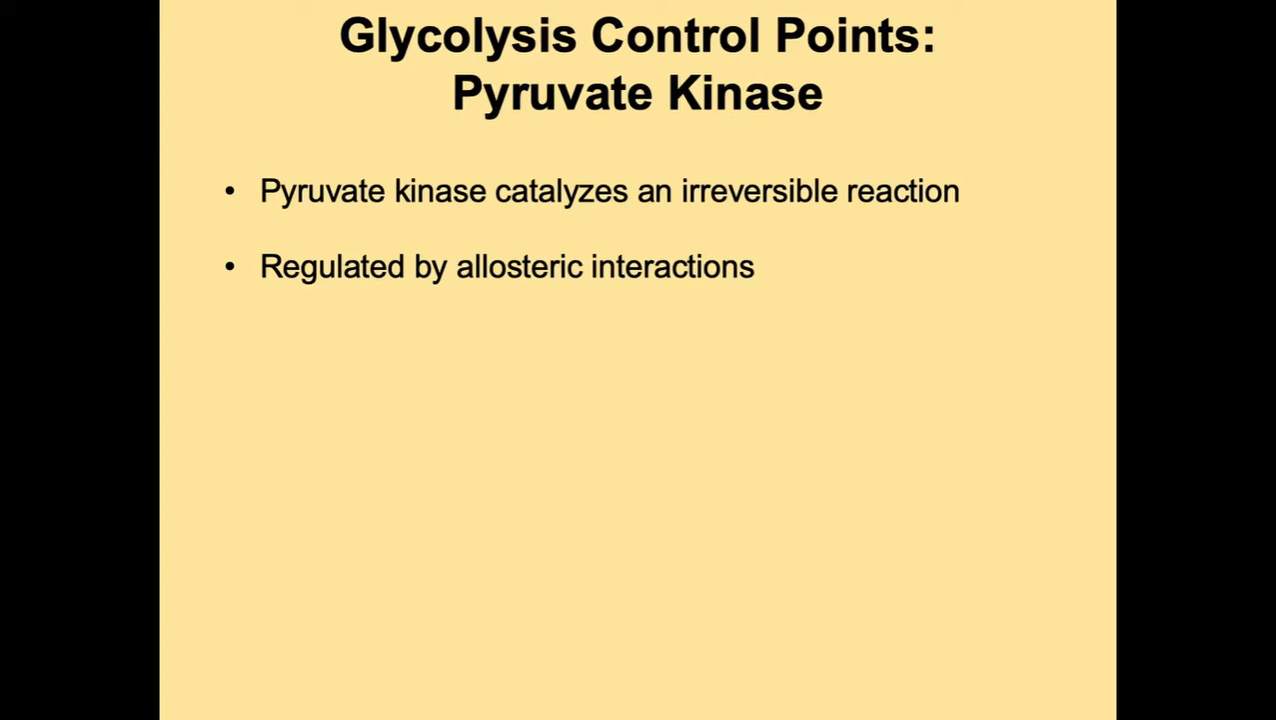 Glycolysis Control Points:
Pyruvate Kinase
• Pyruvate kinase catalyzes an irreversible reaction
• Regulated by allosteric interactions